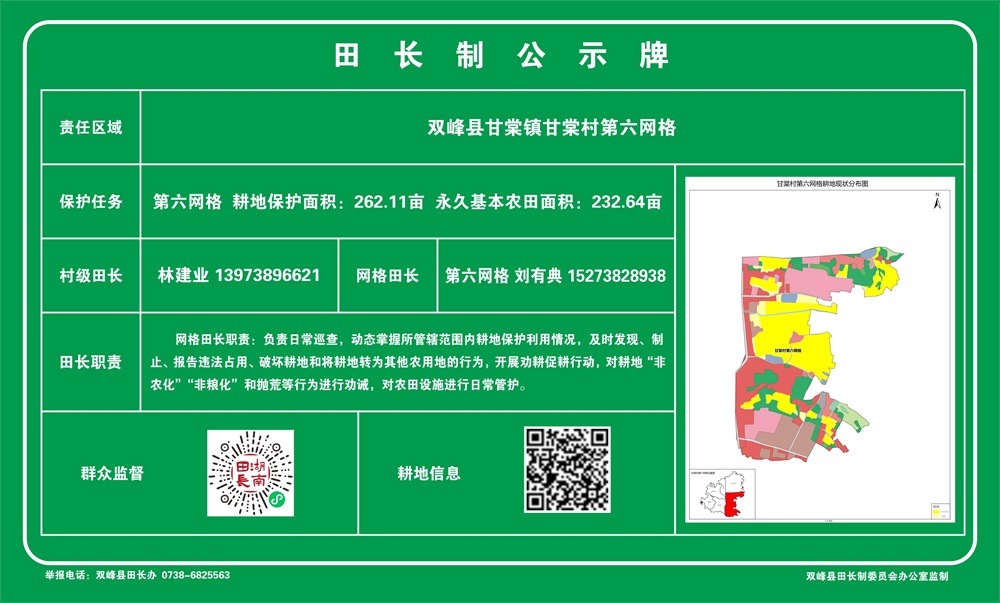 田长制公示牌
责任区域
双峰县甘棠镇甘棠村第六网格
保护任务
第六网格 耕地保护面积：262.11亩 永久基本农田面积：232.64亩
村级田长
林建业 13973896621
网格田长
第六网格 刘有典 15273828938
田长职责
网格田长职责：负责日常巡查，动态掌握所管辖范围内耕地保护利用情况，及时发现、制
止、报告违法占用、破坏耕地和将耕地转为其他农用地的行为，开展劝耕促耕行动，对耕地“非
农化”“非粮化”和抛荒等行为进行劝诫，对农田设施进行日常管护。
甘棠村第六网格耕地现状分布图
N
甘棠村第六网格
群众监督
田长
湖南
耕地信息
举报电话：双峰县田长办 0738-6825563
双峰县田长制委员会办公室监制